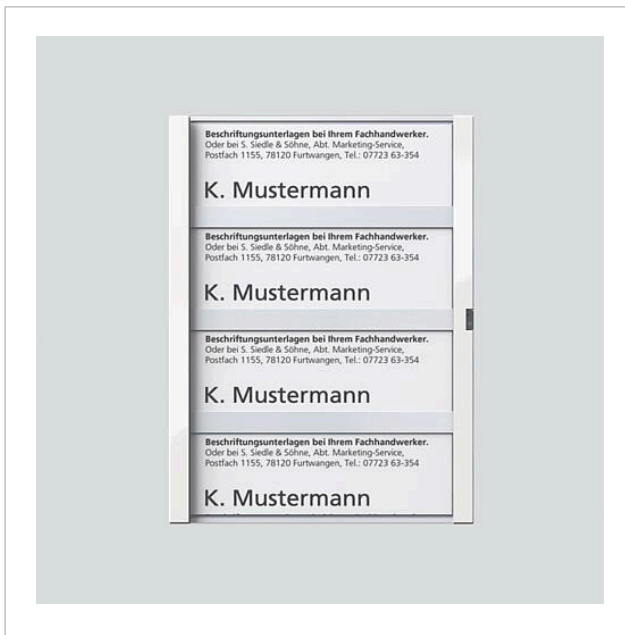 Beschriftungsunterlagen bei Ihrem Fachhandwerker.
Oder bei S. Siedle & Söhne, Abt. Marketing-Service,
Postfach 1155, 78120 Furtwangen, Tel.: 07723 63-354
K. Mustermann
Beschriftungsunterlagen bei Ihrem Fachhandwerker.
Oder bei S. Siedle & Söhne, Abt. Marketing-Service,
Postfach 1155, 78120 Furtwangen, Tel.: 07723 63-354
K. Mustermann
Beschriftungsunterlagen bei Ihrem Fachhandwerker.
Oder bei S. Siedle & Söhne, Abt. Marketing-Service,
Postfach 1155, 78120 Furtwangen, Tel.: 07723 63-354
K. Mustermann
Beschriftungsunterlagen bei Ihrem Fachhandwerker.
Oder bei S. Siedle & Söhne, Abt. Marketing-Service,
Postfach 1155, 78120 Furtwangen, Tel.: 07723 63-354
K. Mustermann